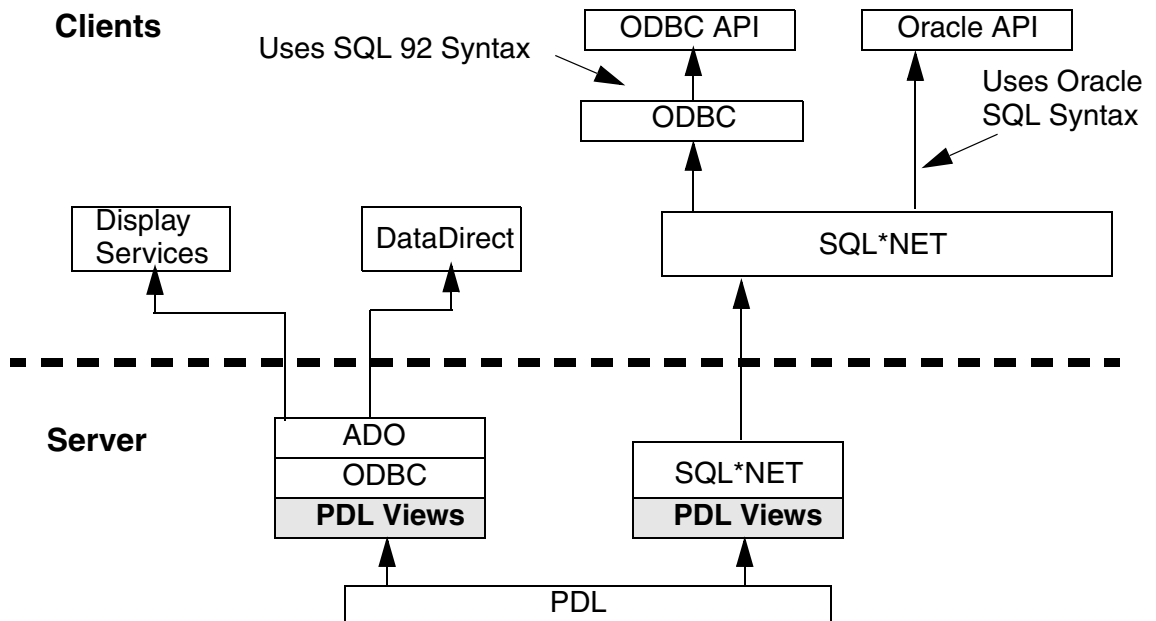 Clients
Uses SQL 92 Syntax
ODBC API
Oracle API
Uses Oracle
SQL Syntax
ODBC
Display
Services
DataDirect
SQL*NET
Server
ADO
ODBC
PDL Views
SQL*NET
PDL Views
PDL